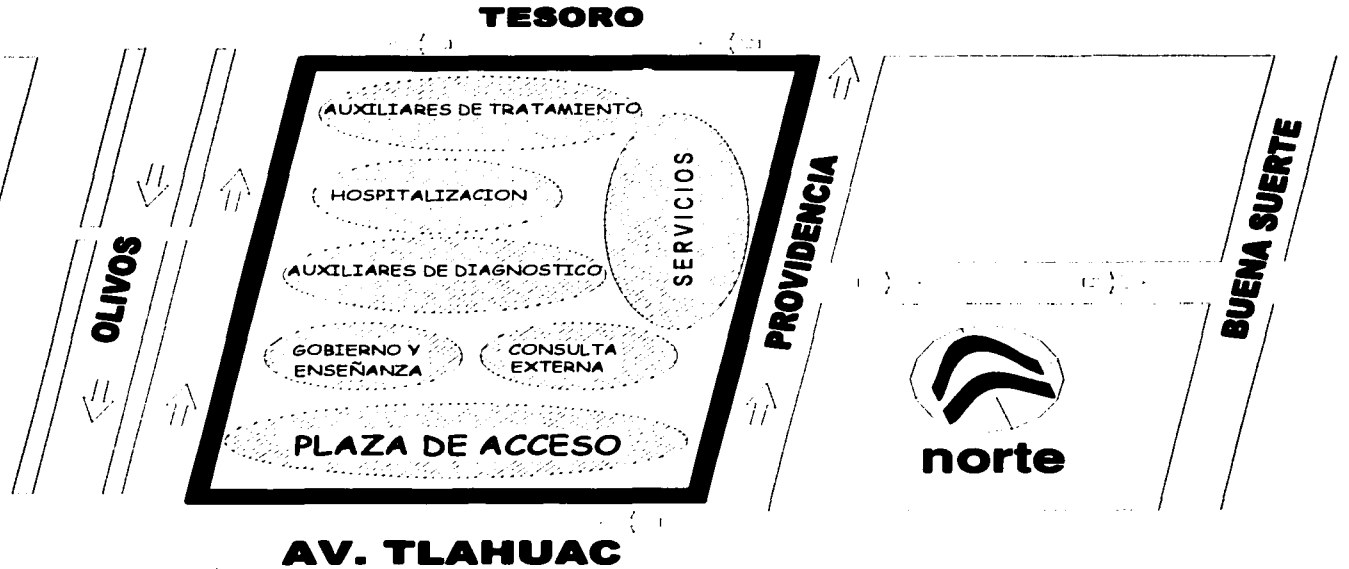 TESORO
AUXILIARES DE TRATAMIENTO
SERVICIOS
HOSPITALIZACION
AUXILIARES DE DIAGNOSTICO
GOBIERNO Y
ENSEÑANZA
CONSULTA
EXTERNA
PLAZA DE ACCESO
OLIVOS
PROVIDENCIA
BUENA SUERTE
norte
AV. TLAHUAC